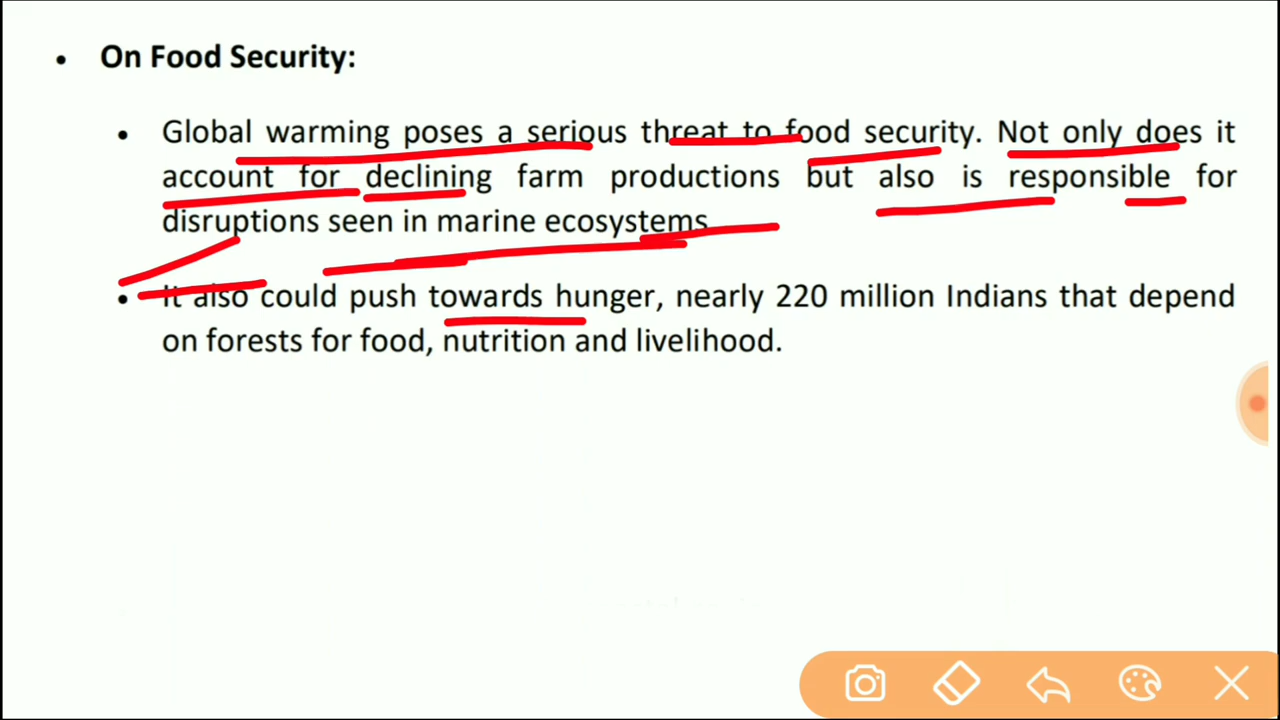 • On Food Security:
• Global warming poses a serious threat to food security. Not only does it
account for declining farm productions but also is responsible for
disruptions seen in marine ecosystems.
• It also could push towards hunger, nearly 220 million Indians that depend
on forests for food, nutrition and livelihood.